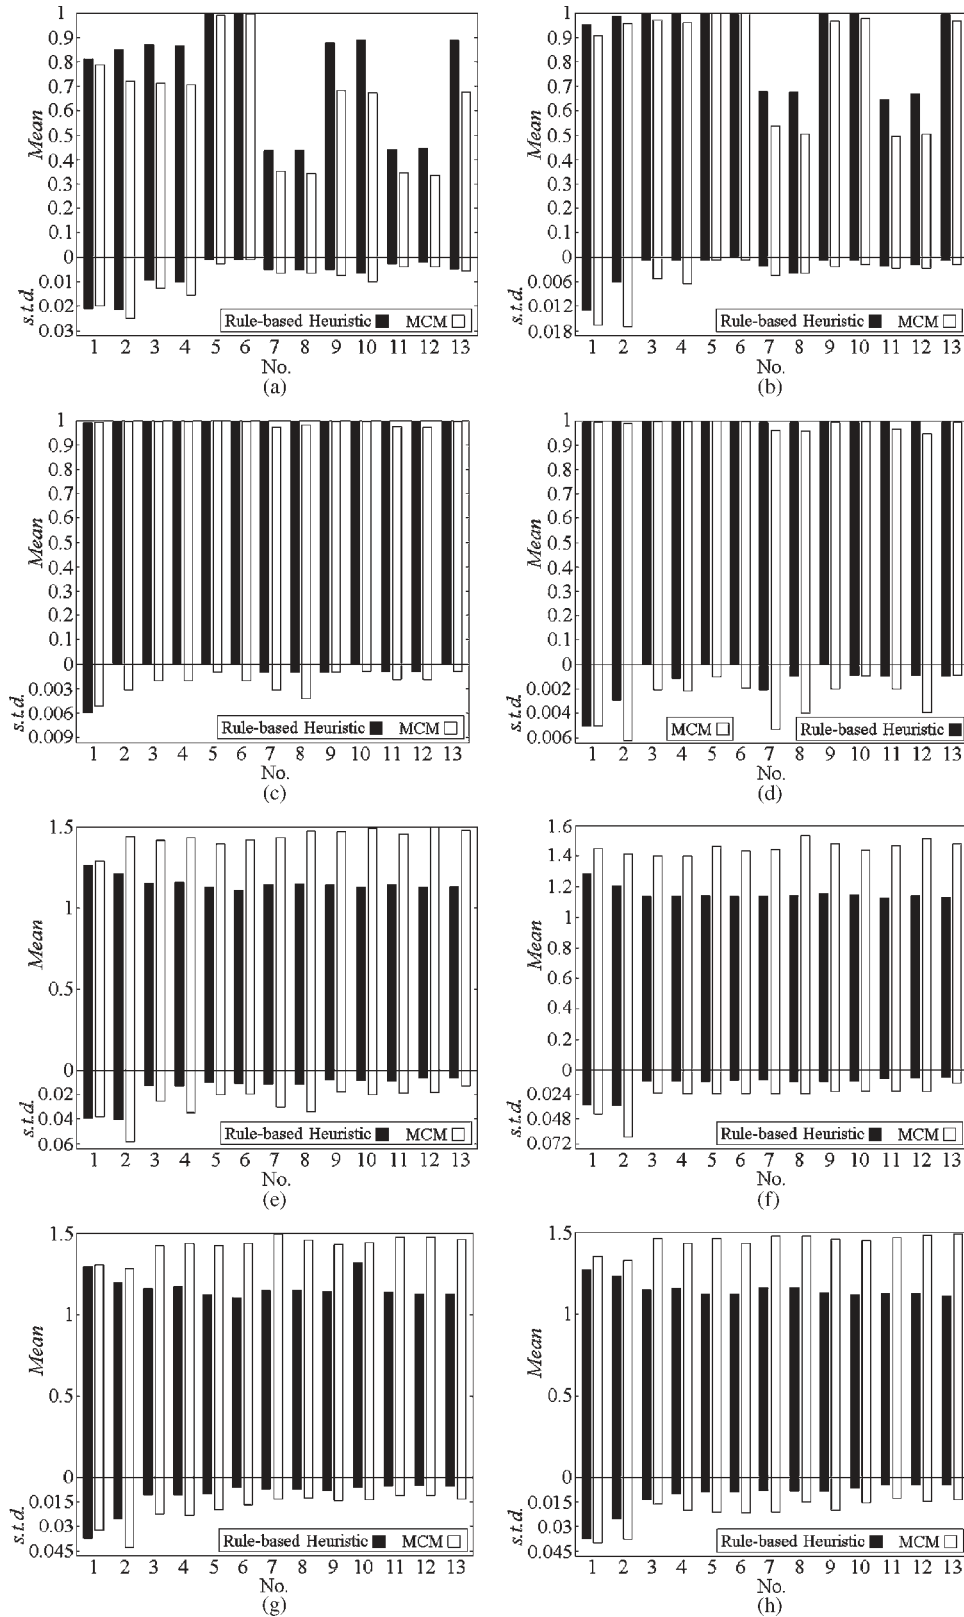 1
0.9
0.8
0.7
0.6
0.5
0.4
0.3
0.2
0.1
0
0.01
0.02
0.03
Mean
s.t.d.
Rule-based Heuristic MCM
1 2 3 4 5 6 7 8 9 10 11 12 13
No.
(a)
1
0.9
0.8
0.7
0.6
0.5
0.4
0.3
0.2
0.1
0
0.006
0.012
0.018
Mean
s.t.d.
Rule-based Heuristic MCM
1 2 3 4 5 6 7 8 9 10 11 12 13
No.
(b)
1
0.9
0.8
0.7
0.6
0.5
0.4
0.3
0.2
0.1
0
0.003
0.006
0.009
Mean
s.t.d.
Rule-based Heuristic MCM
1 2 3 4 5 6 7 8 9 10 11 12 13
No.
(c)
1
0.9
0.8
0.7
0.6
0.5
0.4
0.3
0.2
0.1
0
0.002
0.004
0.006
Mean
s.t.d.
MCM Rule-based Heuristic
1 2 3 4 5 6 7 8 9 10 11 12 13
No.
(d)
1.5
1
0.5
0
0.02
0.04
0.06
Mean
s.t.d.
Rule-based Heuristic MCM
1 2 3 4 5 6 7 8 9 10 11 12 13
No.
(e)
1.6
1.4
1.2
1
0.8
0.6
0.4
0.2
0
0.024
0.048
0.072
Mean
s.t.d.
Rule-based Heuristic MCM
1 2 3 4 5 6 7 8 9 10 11 12 13
No.
(f)
1.5
1
0.5
0
0.015
0.03
0.045
Mean
s.t.d.
Rule-based Heuristic MCM
1 2 3 4 5 6 7 8 9 10 11 12 13
No.
(g)
1.5
1
0.5
0
0.015
0.03
0.045
Mean
s.t.d.
Rule-based Heuristic MCM
1 2 3 4 5 6 7 8 9 10 11 12 13
No.
(h)